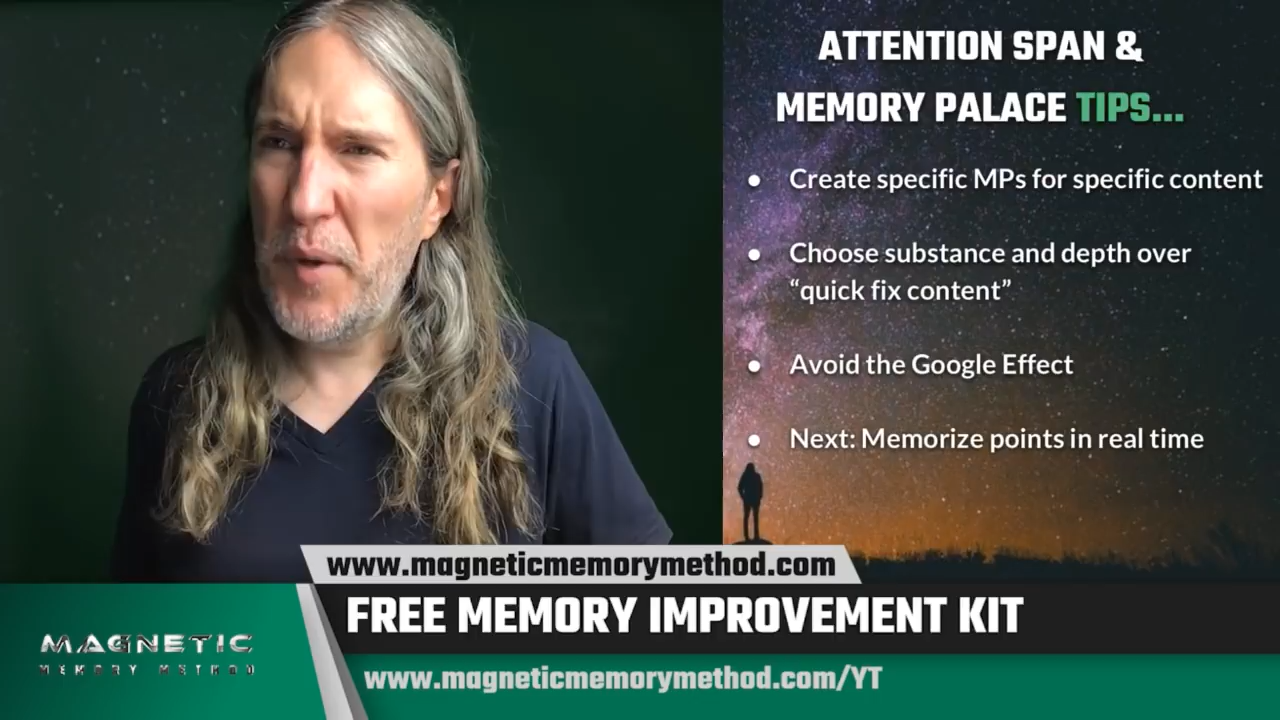 ATTENTION SPAN &
MEMORY PALACE TIPS...
● Create specific MPs for specific content
● Choose substance and depth over
“quick fix content”
● Avoid the Google Effect
● Next: Memorize points in real time
www.magneticmemorymethod.com
FREE MEMORY IMPROVEMENT KIT
www.magneticmemorymethod.com/YT
MAGNETIC
MEMORY METHOD